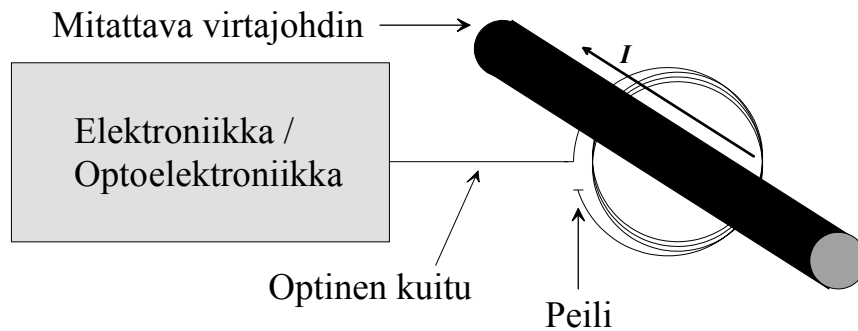 Mitattava virtajohdin
I
Elektroniikka /
Optoelektroniikka
Optinen kuitu
Peili